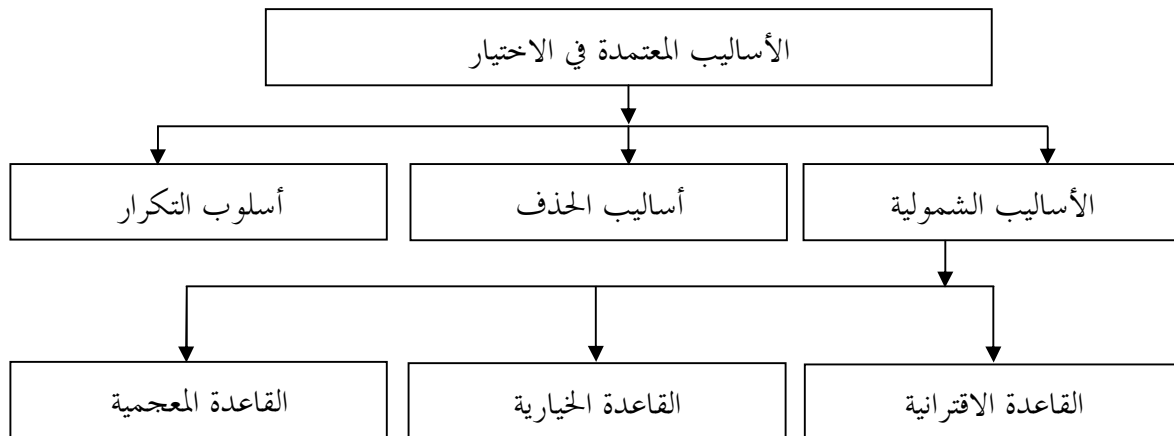 الأساليب المعتمدة في الاختيار
الأساليب الشمولية
أساليب الحذف
أسلوب التكرار
القاعدة الاقترانية
القاعدة الخيارية
القاعدة المعجمية